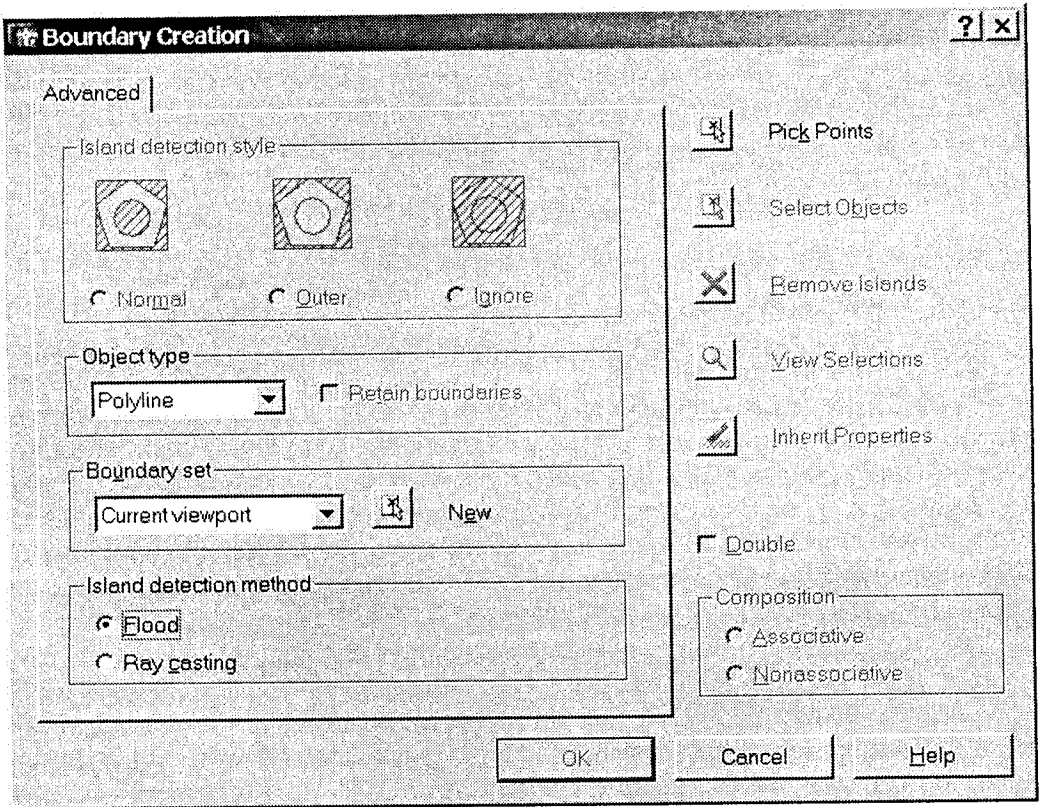 Boundary Creation
Advanced
Island detection style
Normal
Outer
Ignore
Object type
Polyline
Retain boundaries
Boundary set
Current viewport
New
Island detection method
Flood
Ray casting
Pick Points
Select Objects
Remove Islands
View Selections
Inherit Properties
Double
Composition
Associative
Nonassociative
OK
Cancel
Help